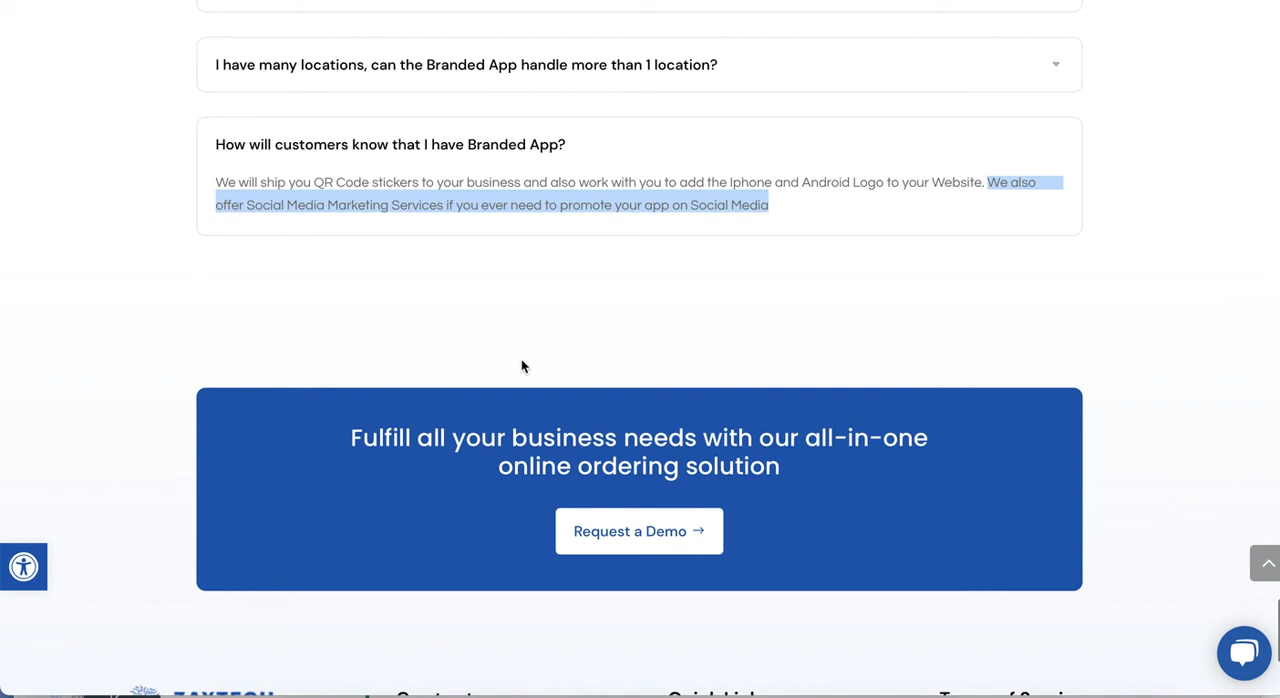 I have many locations, can the Branded App handle more than 1 location?
How will customers know that I have Branded App?
We will ship you QR Code stickers to your business and also work with you to add the Iphone and Android Logo to your Website. We also
offer Social Media Marketing Services if you ever need to promote your app on Social Media
Fulfill all your business needs with our all-in-one
online ordering solution
Request a Demo →